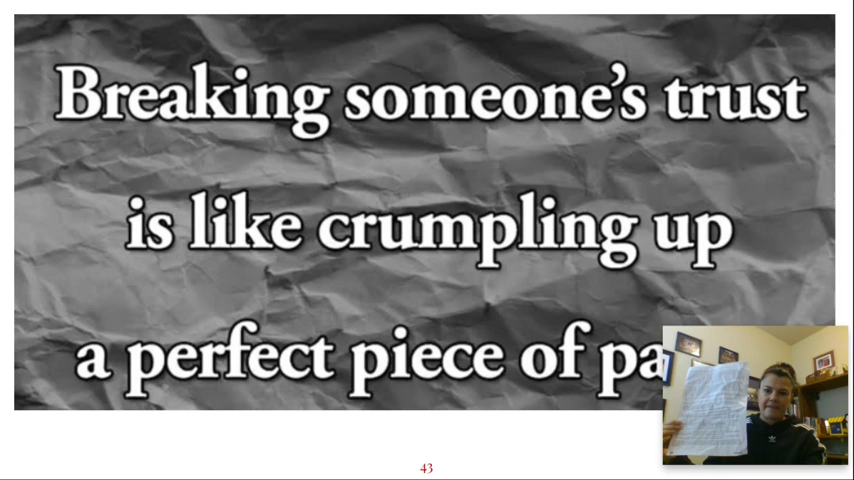 Breaking someone's trust
is like crumpling up
a perfect piece of pa
43